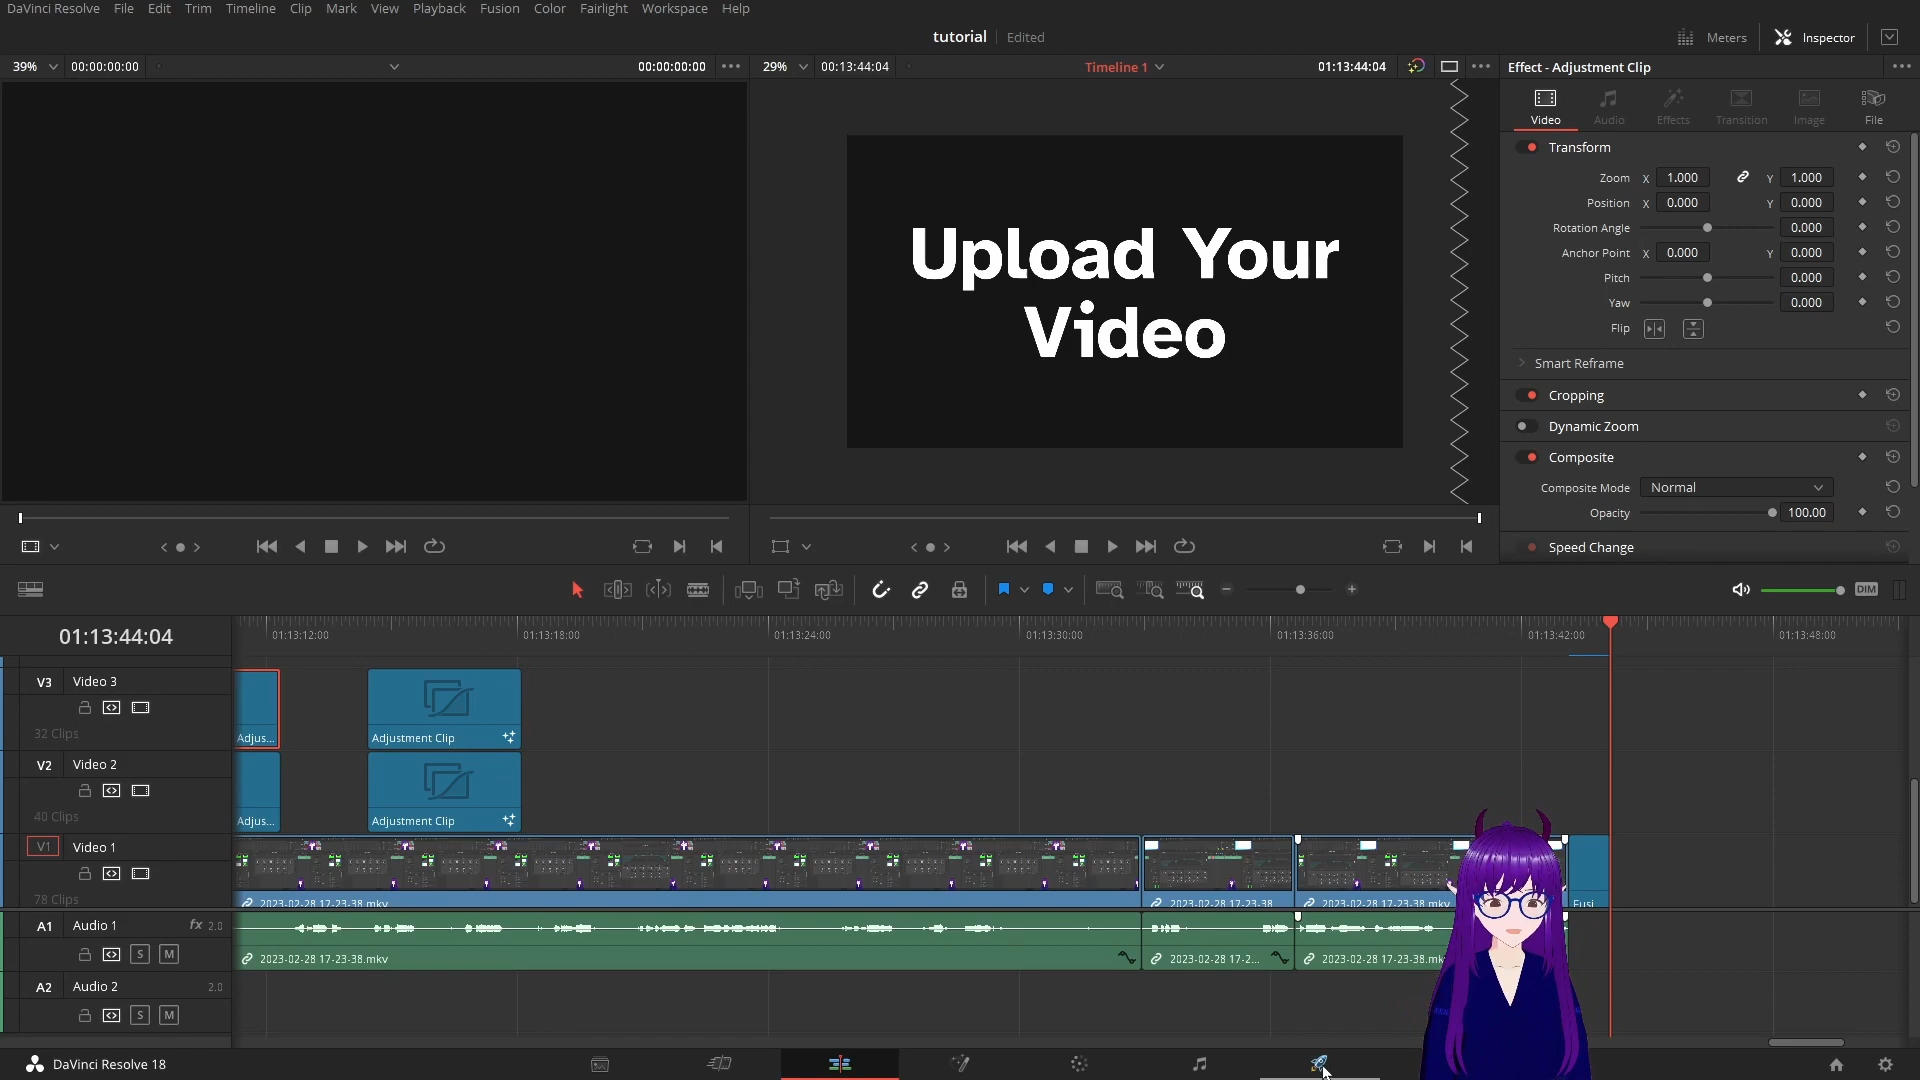 DaVinci Resolve File Edit Trim Timeline Clip Mark View Playback Fusion Color Fairlight Workspace Help
tutorial Edited
Meters Inspector
39% 00:00:00:00 00:00:00:00
29% 00:13:44:04 Timeline 1 01:13:44:04
Effect - Adjustment Clip
Video Audio Effects Transition Image File
Transform
Zoom X 1.000 Y 1.000
Position X 0.000 Y 0.000
Rotation Angle 0.000
Anchor Point X 0.000 Y 0.000
Pitch 0.000
Yaw 0.000
Flip
Smart Reframe
Cropping
Dynamic Zoom
Composite
Composite Mode Normal
Opacity 100.00
Speed Change
Upload Your
Video
DIM
01:13:44:04
01:13:12:00 01:13:18:00 01:13:24:00 01:13:30:00 01:13:36:00 01:13:42:00 01:13:48:00
V3 Video 3
32 Clips
Adjus... Adjustment Clip
V2 Video 2
40 Clips
Adjus... Adjustment Clip
V1 Video 1
78 Clips
2023-02-28 17-23-38.mkv 2023-02-28 17-23-38 2023-02-28 17-23-38.mkv Fusi
A1 Audio 1 fx 2.0
S M
2023-02-28 17-23-38.mkv 2023-02-28 17-2... 2023-02-28 17-23-38.mk
A2 Audio 2 2.0
S M
DaVinci Resolve 18